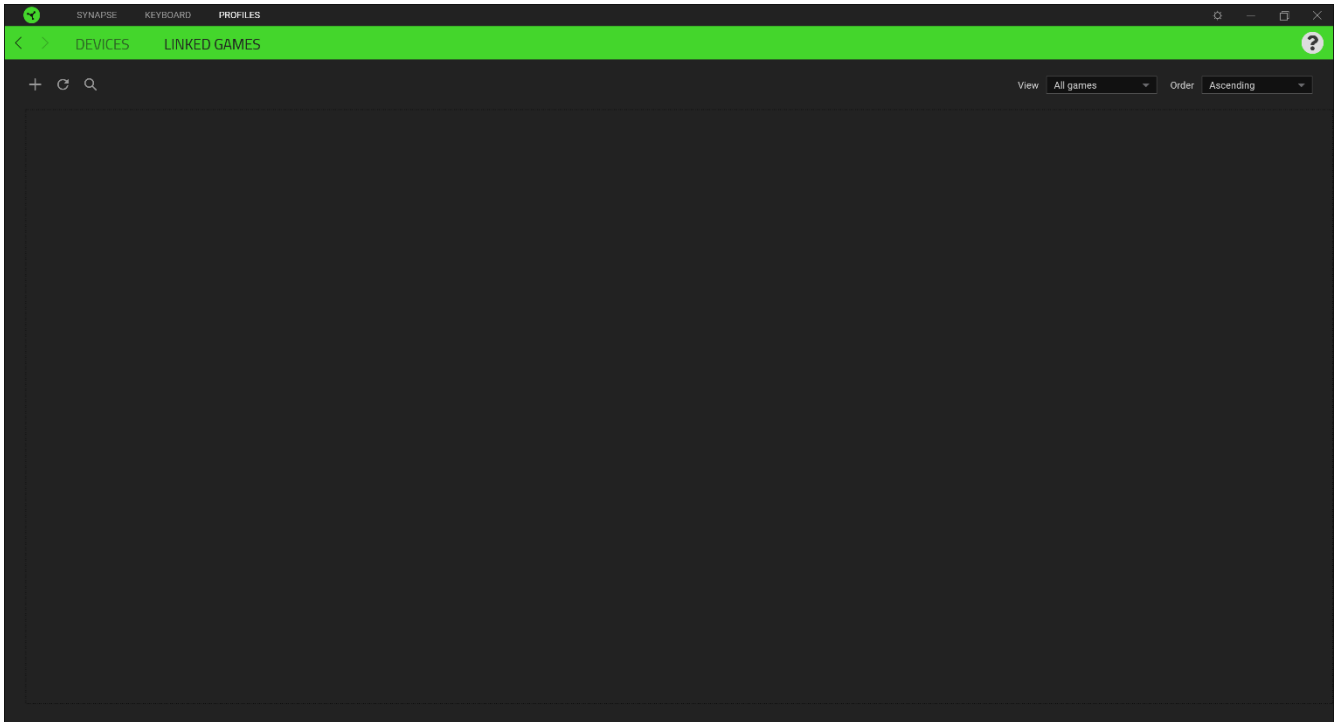 SYNAPSE KEYBOARD PROFILES
DEVICES LINKED GAMES ?
View All games Order Ascending